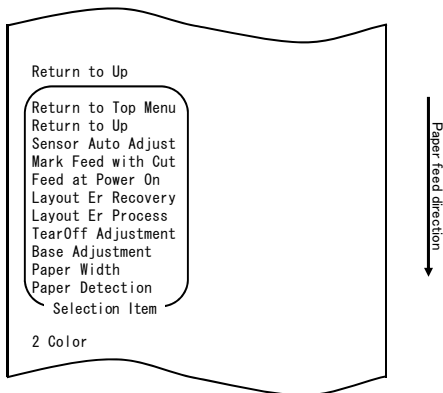 Return to Up
Return to Top Menu
Return to Up
Sensor Auto Adjust
Mark Feed with Cut
Feed at Power On
Layout Er Recovery
Layout Er Process
TearOff Adjustment
Base Adjustment
Paper Width
Paper Detection
Selection Item
2 Color
Paper feed direction